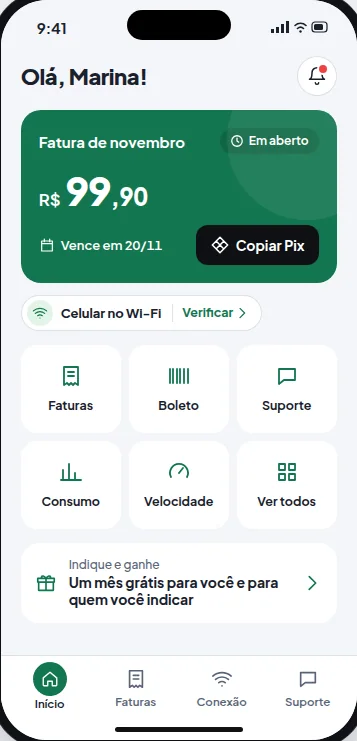 9:41
Olá, Marina!
Fatura de novembro
Em aberto
R$ 99,90
Vence em 20/11
Copiar Pix
Celular no Wi-Fi
Verificar
Faturas
Boleto
Suporte
Consumo
Velocidade
Ver todos
Indique e ganhe
Um mês grátis para você e para
quem você indicar
Início
Faturas
Conexão
Suporte